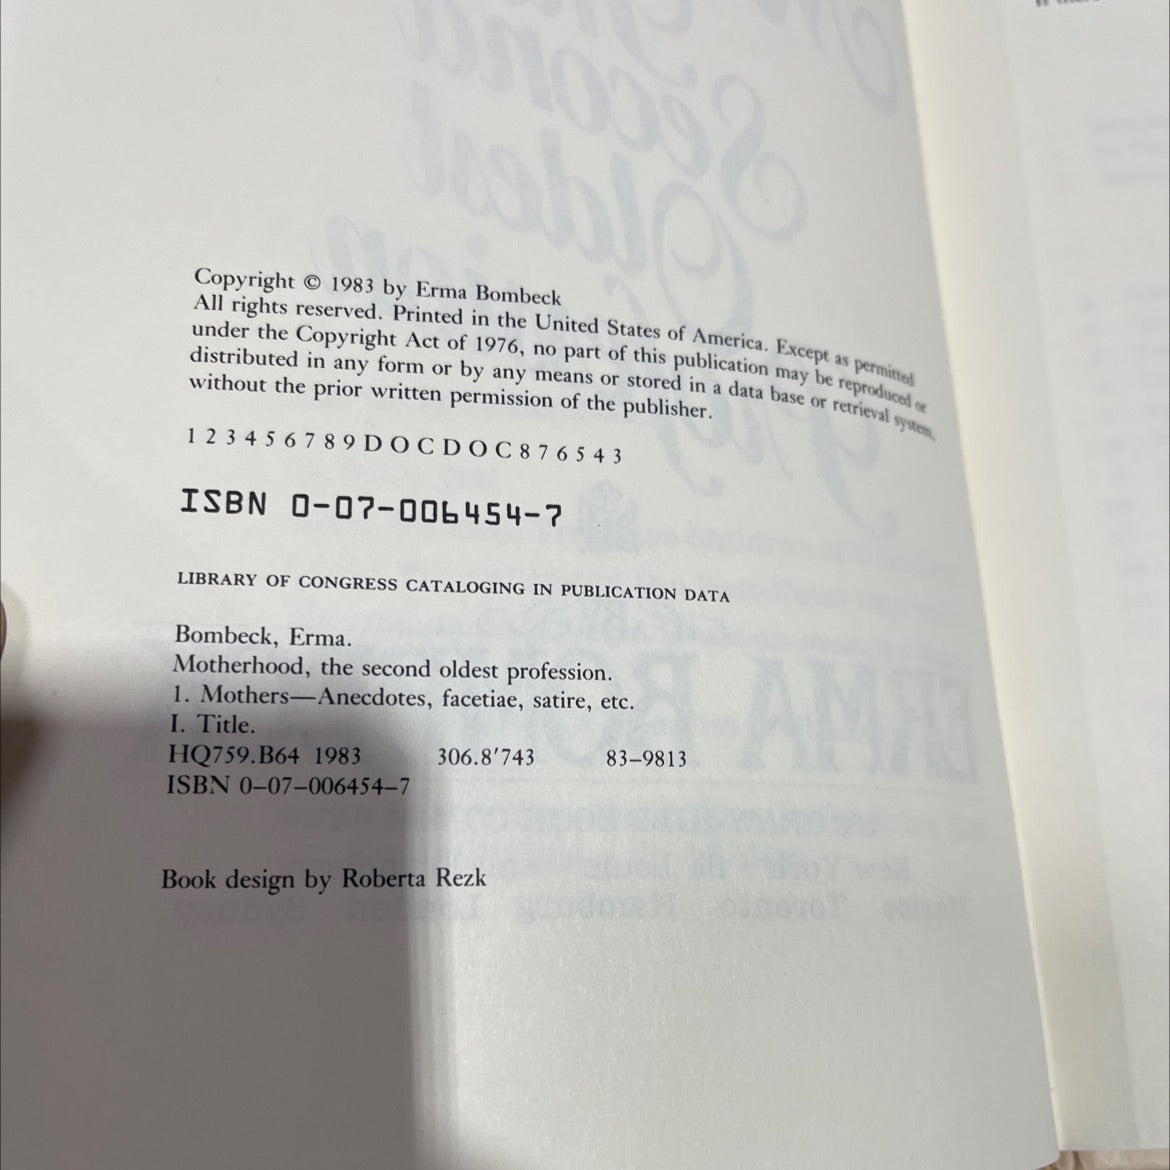 Copyright © 1983 by Erma Bombeck
All rights reserved. Printed in the United States of America. Except as permitted
under the Copyright Act of 1976, no part of this publication may be reproduced or
distributed in any form or by any means or stored in a data base or retrieval system,
without the prior written permission of the publisher.
1 2 3 4 5 6 7 8 9 D O C D O C 8 7 6 5 4 3
ISBN 0-07-006454-7
LIBRARY OF CONGRESS CATALOGING IN PUBLICATION DATA
Bombeck, Erma.
Motherhood, the second oldest profession.
1. Mothers—Anecdotes, facetiae, satire, etc.
I. Title.
HQ759.B64 1983 306.8'743 83–9813
ISBN 0–07–006454–7
Book design by Roberta Rezk